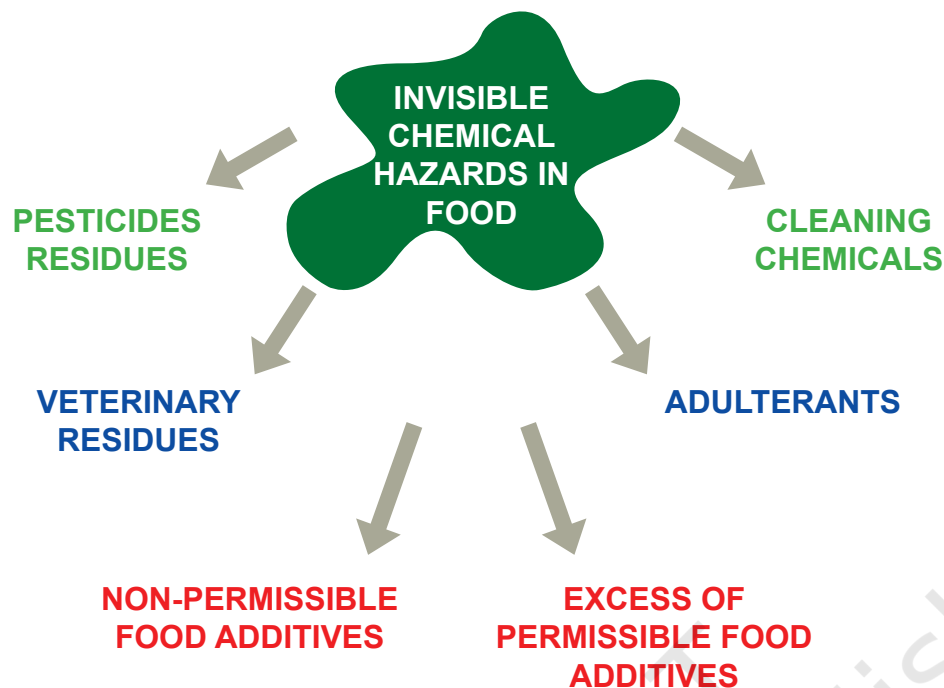 INVISIBLE
CHEMICAL
HAZARDS IN
FOOD
PESTICIDES
RESIDUES
CLEANING
CHEMICALS
VETERINARY
RESIDUES
ADULTERANTS
NON-PERMISSIBLE
FOOD ADDITIVES
EXCESS OF
PERMISSIBLE FOOD
ADDITIVES